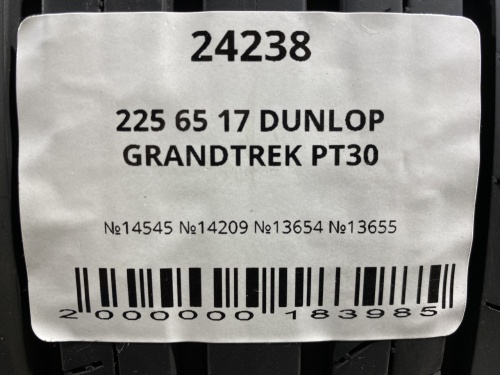 24238
225 65 17 DUNLOP
GRANDTREK PT30
№14545 №14209 №13654 №13655
2 000000 183985